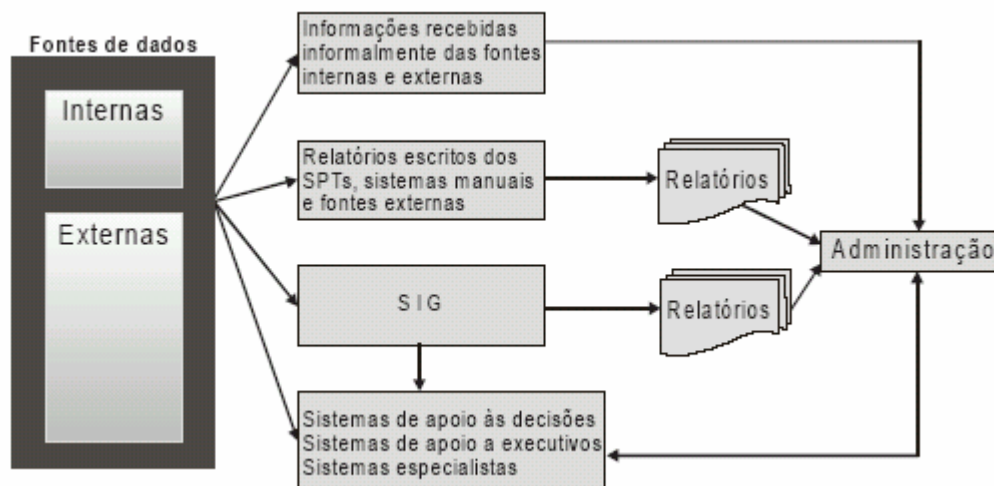 Fontes de dados
Internas
Externas
Informações recebidas
informalmente das fontes
internas e externas
Relatórios escritos dos
SPTs, sistemas manuais
e fontes externas
Relatórios
Administração
SIG
Relatórios
Sistemas de apoio às decisões
Sistemas de apoio a executivos
Sistemas especialistas